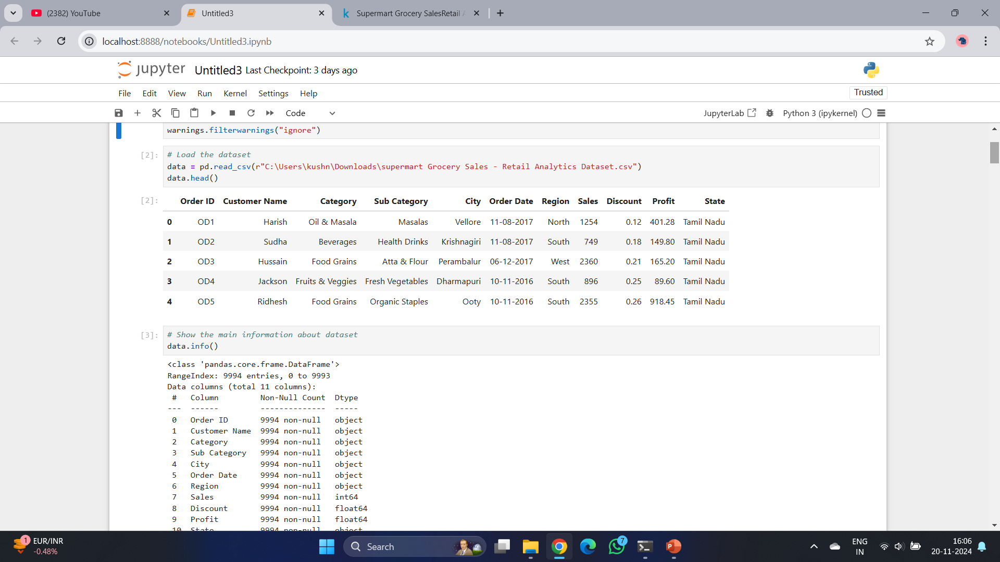 (2382) YouTube
Untitled3
Supermart Grocery SalesRetail
localhost:8888/notebooks/Untitled3.ipynb
jupyter Untitled3 Last Checkpoint: 3 days ago
File Edit View Run Kernel Settings Help
Trusted
Code
JupyterLab
Python 3 (ipykernel)
warnings.filterwarnings("ignore")
[2]:
# Load the dataset
data = pd.read_csv(r"C:\Users\kushn\Downloads\supermart Grocery Sales - Retail Analytics Dataset.csv")
data.head()
[2]:
Order ID Customer Name Category Sub Category City Order Date Region Sales Discount Profit State
0 OD1 Harish Oil & Masala Masalas Vellore 11-08-2017 North 1254 0.12 401.28 Tamil Nadu
1 OD2 Sudha Beverages Health Drinks Krishnagiri 11-08-2017 South 749 0.18 149.80 Tamil Nadu
2 OD3 Hussain Food Grains Atta & Flour Perambalur 06-12-2017 West 2360 0.21 165.20 Tamil Nadu
3 OD4 Jackson Fruits & Veggies Fresh Vegetables Dharmapuri 10-11-2016 South 896 0.25 89.60 Tamil Nadu
4 OD5 Ridhesh Food Grains Organic Staples Ooty 10-11-2016 South 2355 0.26 918.45 Tamil Nadu
[3]:
# Show the main information about dataset
data.info()
<class 'pandas.core.frame.DataFrame'>
RangeIndex: 9994 entries, 0 to 9993
Data columns (total 11 columns):
# Column Non-Null Count Dtype
--- ------ -------------- -----
0 Order ID 9994 non-null object
1 Customer Name 9994 non-null object
2 Category 9994 non-null object
3 Sub Category 9994 non-null object
4 City 9994 non-null object
5 Order Date 9994 non-null object
6 Region 9994 non-null object
7 Sales 9994 non-null int64
8 Discount 9994 non-null float64
9 Profit 9994 non-null float64
10 State 9994 non-null object
1
EUR/INR
-0.48%
Search
7
ENG
IN
16:06
20-11-2024